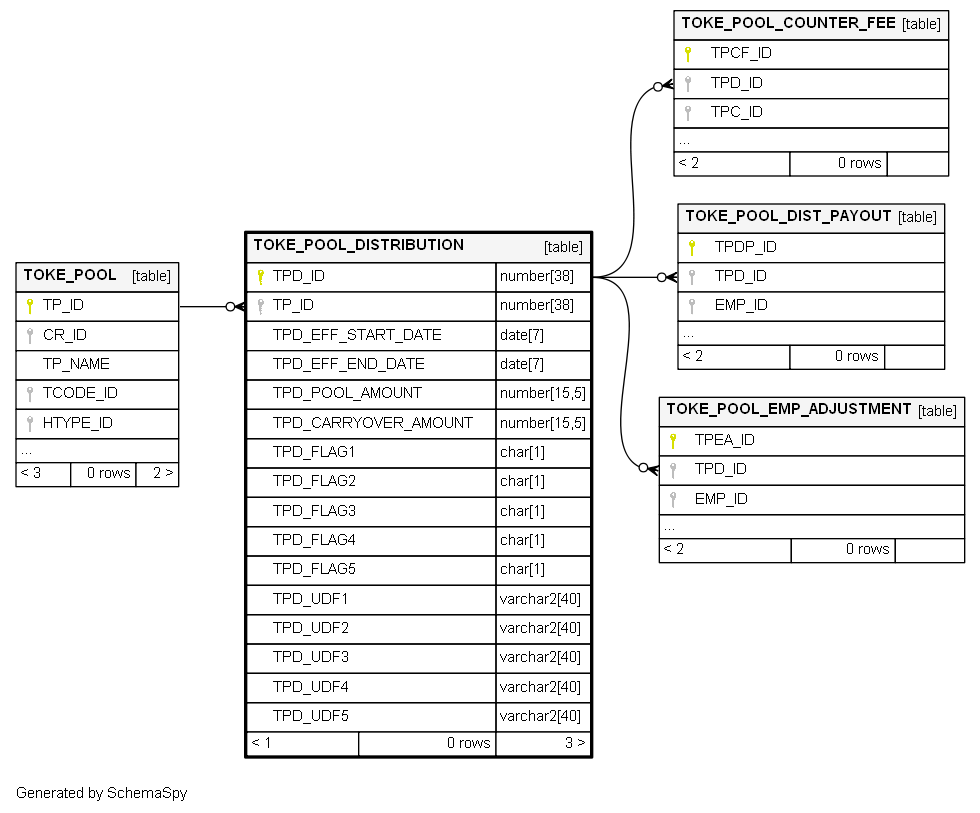 TOKE_POOL_COUNTER_FEE [table]
TPCF_ID
TPD_ID
TPC_ID
...
< 2 0 rows
TOKE_POOL_DIST_PAYOUT [table]
TPDP_ID
TPD_ID
EMP_ID
...
< 2 0 rows
TOKE_POOL_EMP_ADJUSTMENT [table]
TPEA_ID
TPD_ID
EMP_ID
...
< 2 0 rows
TOKE_POOL_DISTRIBUTION [table]
TPD_ID number[38]
TP_ID number[38]
TPD_EFF_START_DATE date[7]
TPD_EFF_END_DATE date[7]
TPD_POOL_AMOUNT number[15,5]
TPD_CARRYOVER_AMOUNT number[15,5]
TPD_FLAG1 char[1]
TPD_FLAG2 char[1]
TPD_FLAG3 char[1]
TPD_FLAG4 char[1]
TPD_FLAG5 char[1]
TPD_UDF1 varchar2[40]
TPD_UDF2 varchar2[40]
TPD_UDF3 varchar2[40]
TPD_UDF4 varchar2[40]
TPD_UDF5 varchar2[40]
< 1 0 rows 3 >
TOKE_POOL [table]
TP_ID
CR_ID
TP_NAME
TCODE_ID
HTYPE_ID
...
< 3 0 rows 2 >
Generated by SchemaSpy